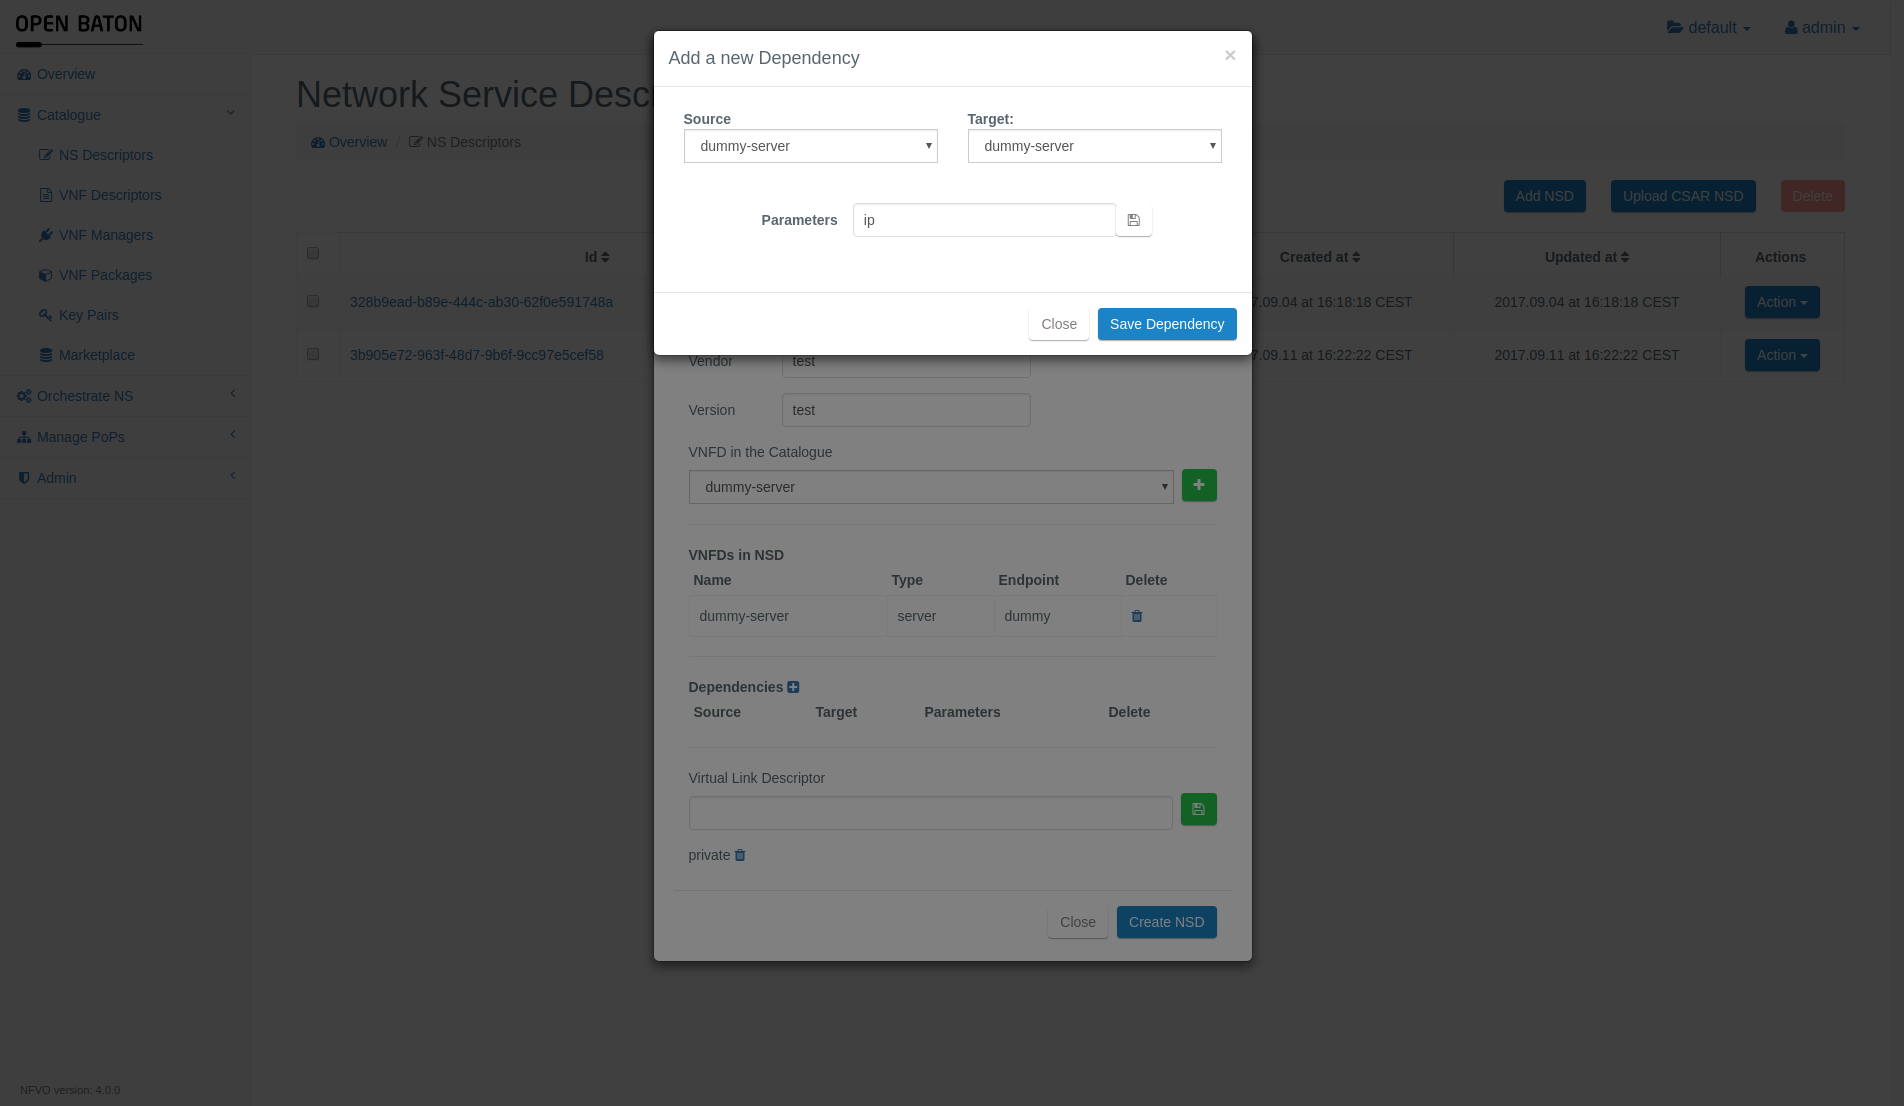 OPEN BATON
default
admin
Overview
Catalogue
NS Descriptors
VNF Descriptors
VNF Managers
VNF Packages
Key Pairs
Marketplace
Orchestrate NS
Manage PoPs
Admin
NFVO version: 4.0.0
Network Service Desc
Overview / NS Descriptors
Add NSD Upload CSAR NSD Delete
Id Created at Updated at Actions
328b9ead-b89e-444c-ab30-62f0e591748a 7.09.04 at 16:18:18 CEST 2017.09.04 at 16:18:18 CEST Action
3b905e72-963f-48d7-9b6f-9cc97e5cef58 7.09.11 at 16:22:22 CEST 2017.09.11 at 16:22:22 CEST Action
Add a new Dependency ×
Source Target:
dummy-server dummy-server
Parameters ip
Close Save Dependency
Vendor test
Version test
VNFD in the Catalogue
dummy-server
VNFDs in NSD
Name Type Endpoint Delete
dummy-server server dummy
Dependencies
Source Target Parameters Delete
Virtual Link Descriptor
private
Close Create NSD